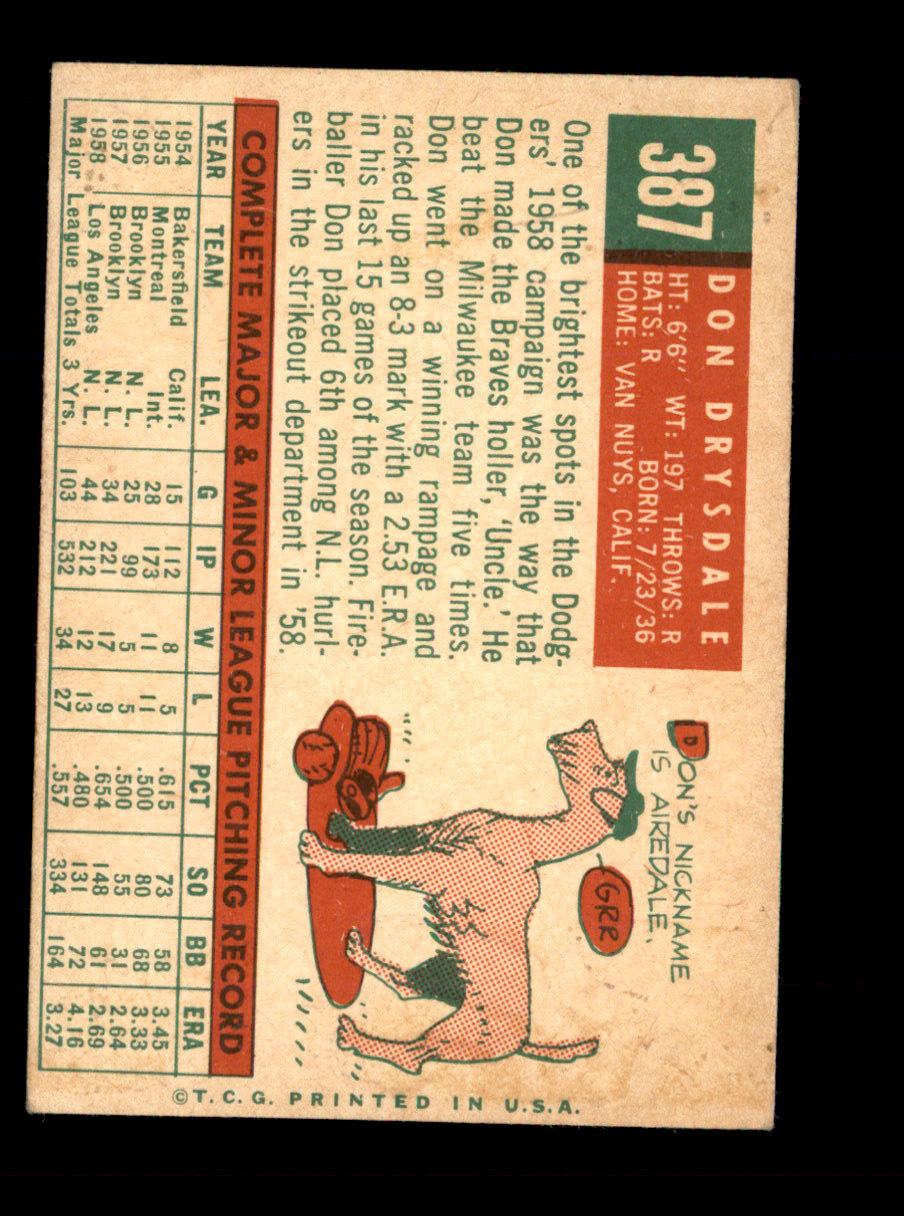 387
DON DRYSDALE
HT: 6'6" WT: 197 THROWS: R
BATS: R BORN: 7/23/36
HOME: VAN NUYS, CALIF.
One of the brightest spots in the Dodg-
ers' 1958 campaign was the way that
Don made the Braves holler, 'Uncle.' He
beat the Milwaukee team five times.
Don went on a winning rampage and
racked up an 8-3 mark with a 2.53 E.R.A.
in his last 15 games of the season. Fire-
baller Don placed 6th among N.L. hurl-
ers in the strikeout department in '58.
DON'S NICKNAME
IS AIREDALE.
D
GRR
COMPLETE MAJOR & MINOR LEAGUE PITCHING RECORD
YEAR TEAM LEA. G IP W L PCT SO BB ERA
1954 Bakersfield Calif. 15 112 8 5 .615 73 58 3.45
1955 Montreal Int. 28 173 11 11 .500 80 68 3.33
1956 Brooklyn N. L. 25 99 5 5 .500 55 31 2.64
1957 Brooklyn N. L. 34 221 17 9 .654 148 61 2.69
1958 Los Angeles N. L. 44 212 12 13 .480 131 72 4.16
Major League Totals 3 Yrs. 103 532 34 27 .557 334 164 3.27
© T. C. G. PRINTED IN U.S.A.